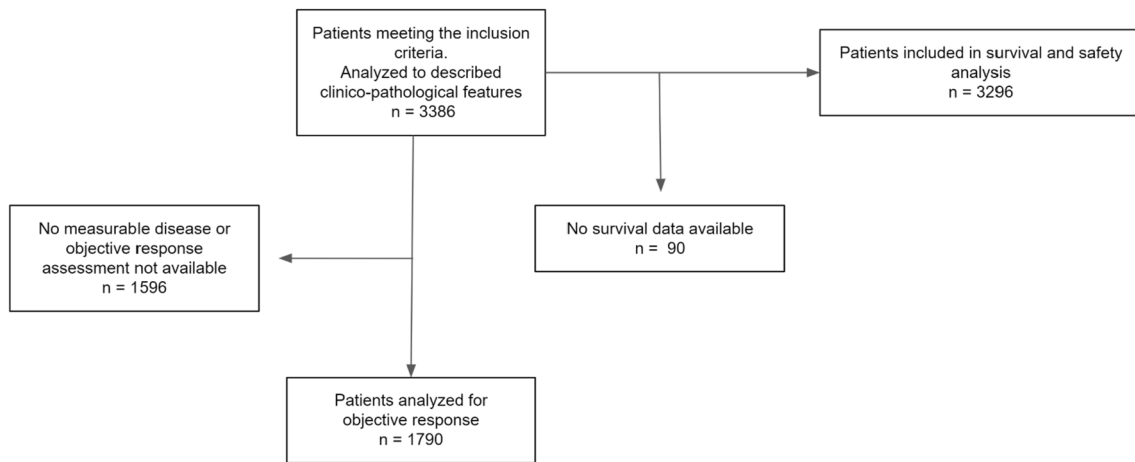 Patients meeting the inclusion
criteria.
Analyzed to described
clinico-pathological features
n = 3386
Patients included in survival and safety
analysis
n = 3296
No measurable disease or
objective response
assessment not available
n = 1596
No survival data available
n =  90
Patients analyzed for
objective response
n = 1790